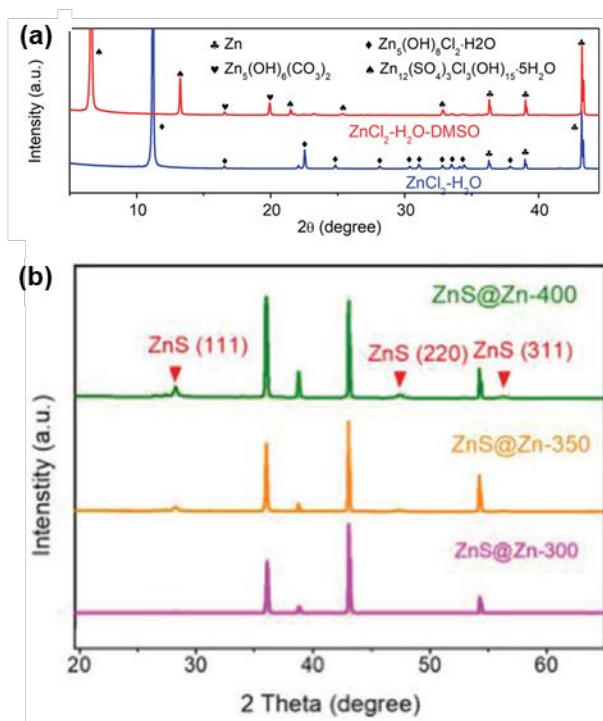 (a)
♣ Zn
♦ Zn5(OH)8Cl2·H2O
♥ Zn5(OH)6(CO3)2
♠ Zn12(SO4)3Cl3(OH)15·5H2O
Intensity (a.u.)
ZnCl2-H2O-DMSO
ZnCl2-H2O
10 20 30 40
2θ (degree)
(b)
ZnS@Zn-400
ZnS (111)
ZnS (220)
ZnS (311)
Intenstity (a.u.)
ZnS@Zn-350
ZnS@Zn-300
20 30 40 50 60
2 Theta (degree)